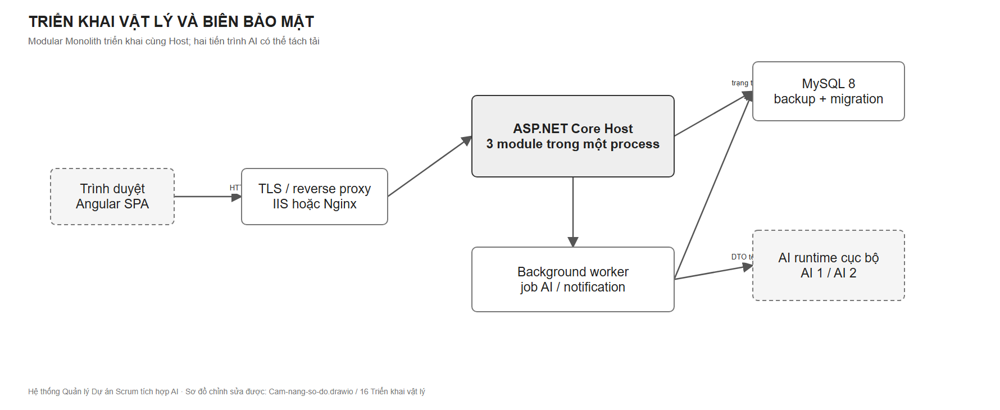 TRIỂN KHAI VẬT LÝ VÀ BIÊN BẢO MẬT
Modular Monolith triển khai cùng Host; hai tiến trình AI có thể tách tải
trạng
MySQL 8
backup + migration
ASP.NET Core Host
3 module trong một process
Trình duyệt
Angular SPA
TLS / reverse proxy
IIS hoặc Nginx
DTO
AI runtime cục bộ
AI 1 / AI 2
Background worker
job AI / notification
Hệ thống Quản lý Dự án Scrum tích hợp AI · Sơ đồ chỉnh sửa được: Cam-nang-so-do.drawio / 16 Triển khai vật lý